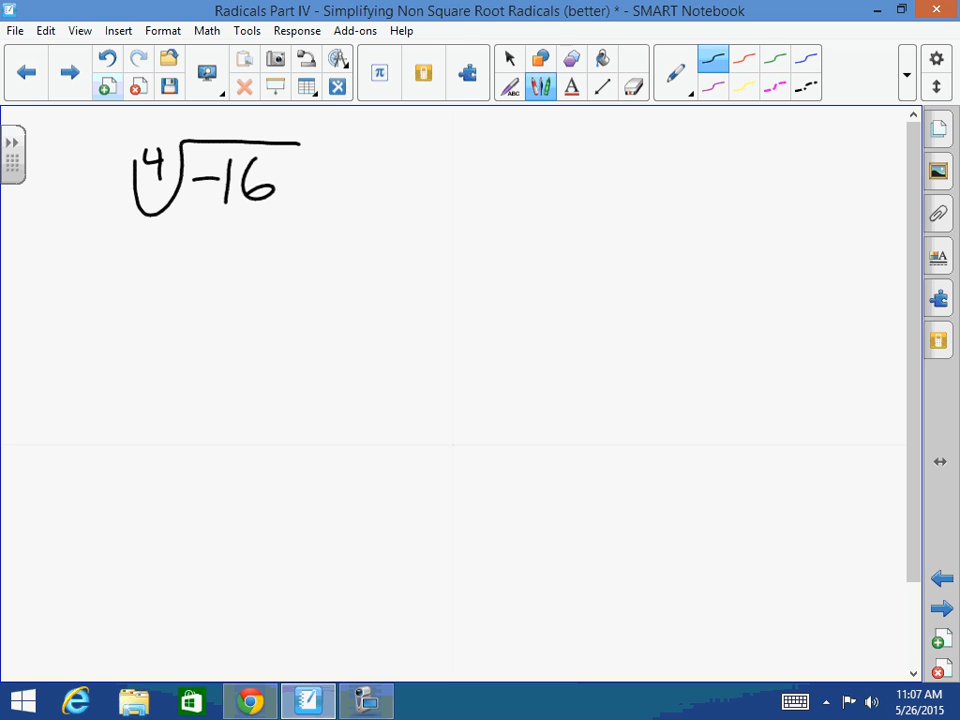 Radicals Part IV - Simplifying Non Square Root Radicals (better) * - SMART Notebook
File Edit View Insert Format Math Tools Response Add-ons Help
∜-16
11:07 AM
5/26/2015